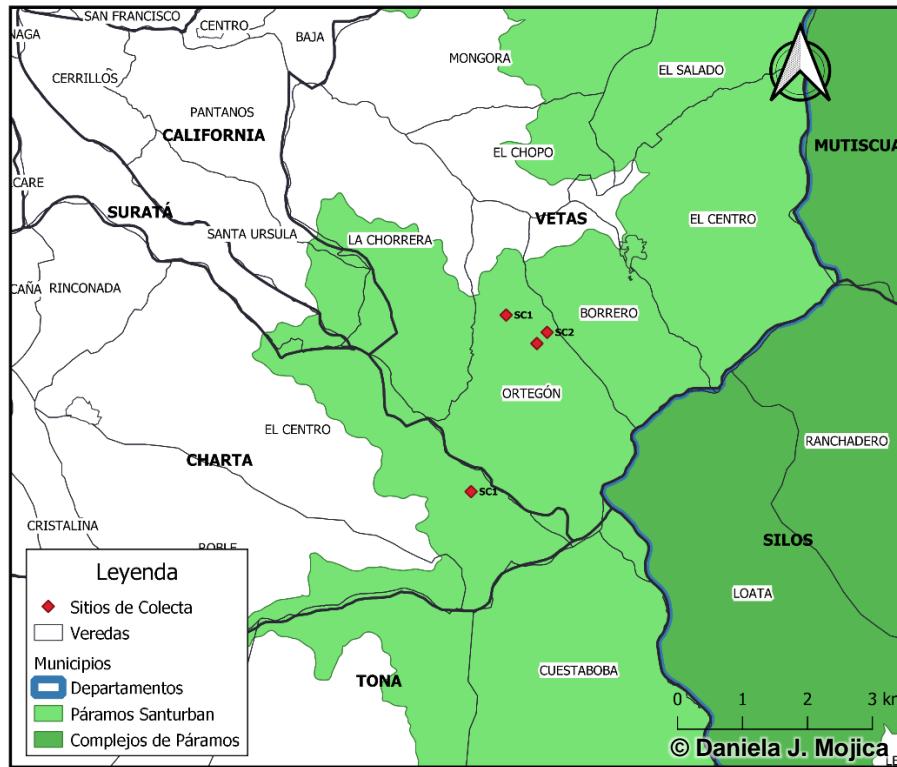 SAN FRANCISCO
CENTRO
NAGA
BAJA
MONGORA
EL SALADO
CERRILLOS
PANTANOS
CALIFORNIA
EL CHOPO
MUTISCUA
CARE
SURATÁ
SANTA URSULA
LA CHORRERA
VETAS
EL CENTRO
CAÑA
RINCONADA
SC1
BORRERO
SC2
ORTEGÓN
EL CENTRO
CHARTA
RANCHADERO
SC1
CRISTALINA
ROBLE
SILOS
LOATA
TONA
CUESTABOBA
Leyenda
Sitios de Colecta
Veredas
Municipios
Departamentos
Páramos Santurban
Complejos de Páramos
0 1 2 3 km
© Daniela J. Mojica
LE